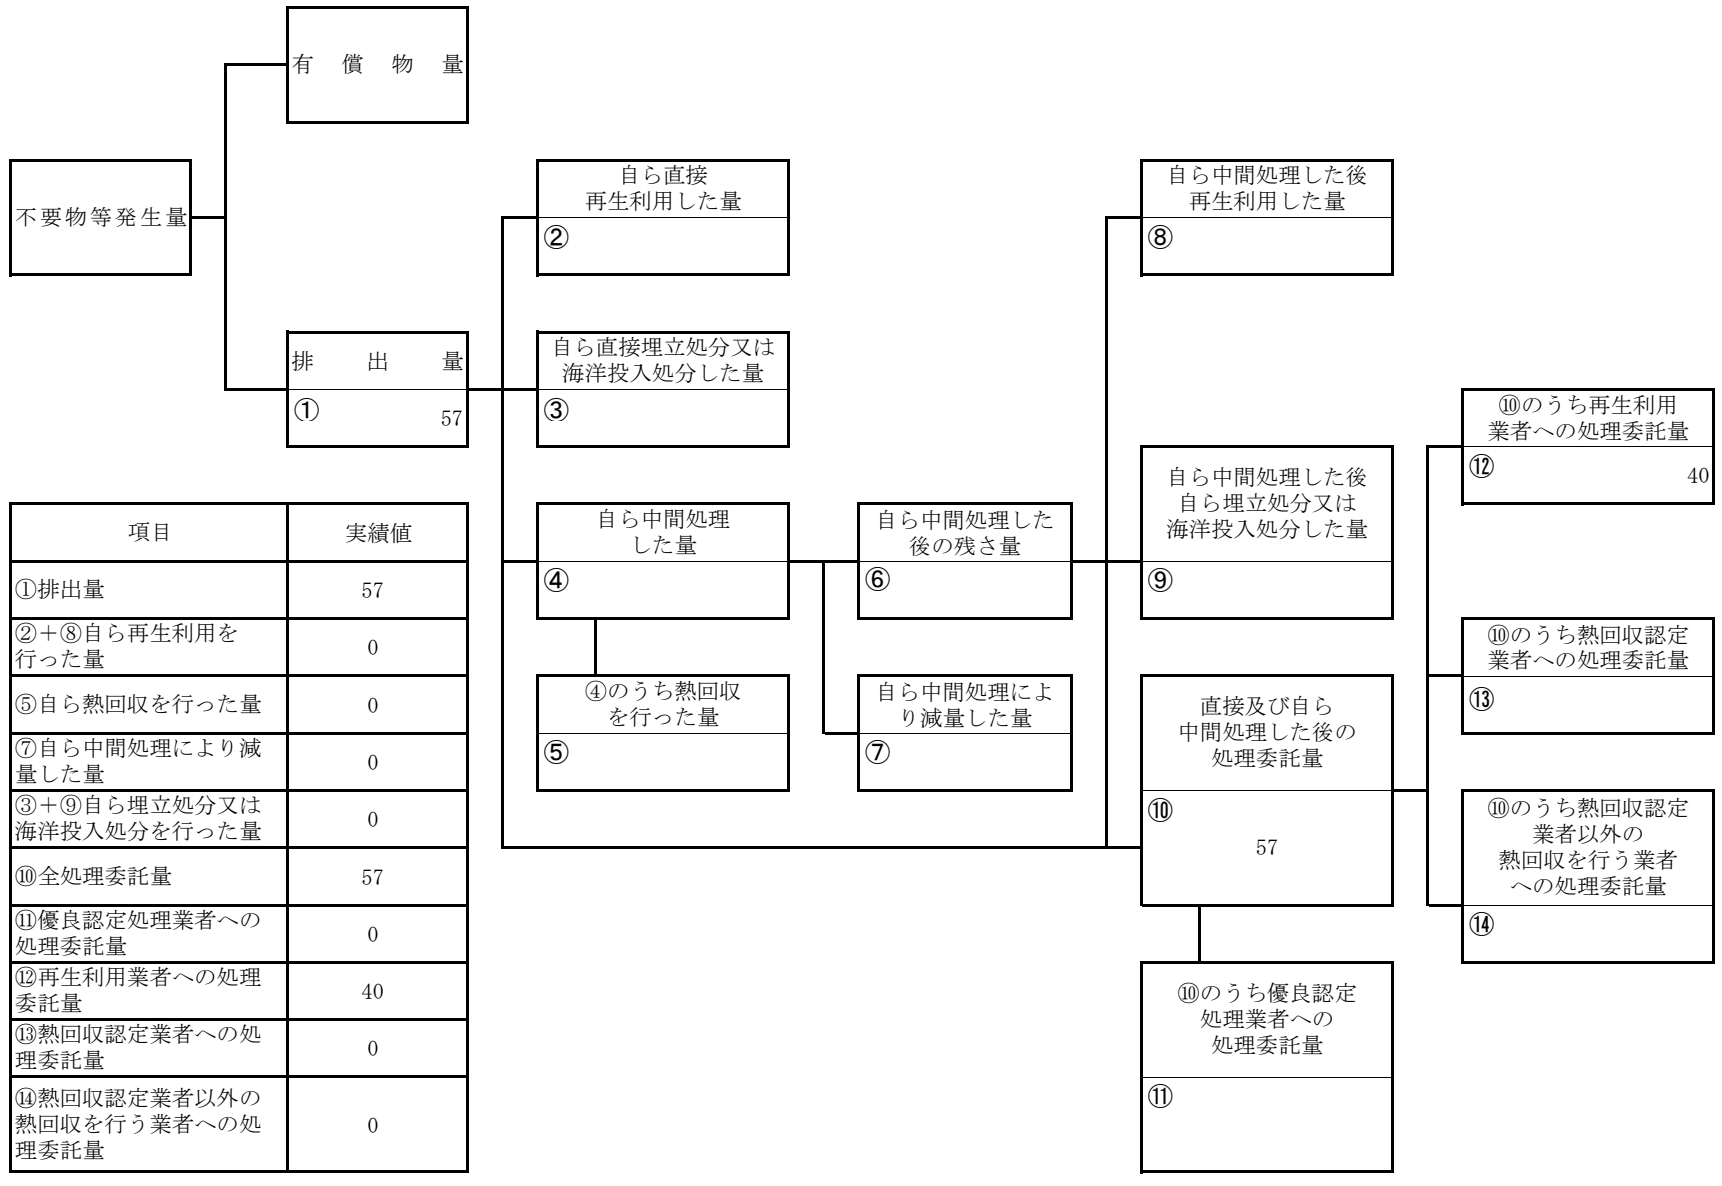 有償物量
不要物等発生量
排出量
①
57
自ら直接
再生利用した量
②
自ら直接埋立処分又は
海洋投入処分した量
③
自ら中間処理
した量
④
④のうち熱回収
を行った量
⑤
自ら中間処理した
後の残さ量
⑥
自ら中間処理によ
り減量した量
⑦
自ら中間処理した後
再生利用した量
⑧
自ら中間処理した後
自ら埋立処分又は
海洋投入処分した量
⑨
直接及び自ら
中間処理した後の
処理委託量
⑩
57
⑩のうち優良認定
処理業者への
処理委託量
⑪
⑩のうち再生利用
業者への処理委託量
⑫
40
⑩のうち熱回収認定
業者への処理委託量
⑬
⑩のうち熱回収認定
業者以外の
熱回収を行う業者
への処理委託量
⑭
項目 実績値
①排出量 57
②＋⑧自ら再生利用を
行った量
0
⑤自ら熱回収を行った量 0
⑦自ら中間処理により減
量した量
0
③＋⑨自ら埋立処分又は
海洋投入処分を行った量
0
⑩全処理委託量 57
⑪優良認定処理業者への
処理委託量
0
⑫再生利用業者への処理
委託量
40
⑬熱回収認定業者への処
理委託量
0
⑭熱回収認定業者以外の
熱回収を行う業者への処
理委託量
0